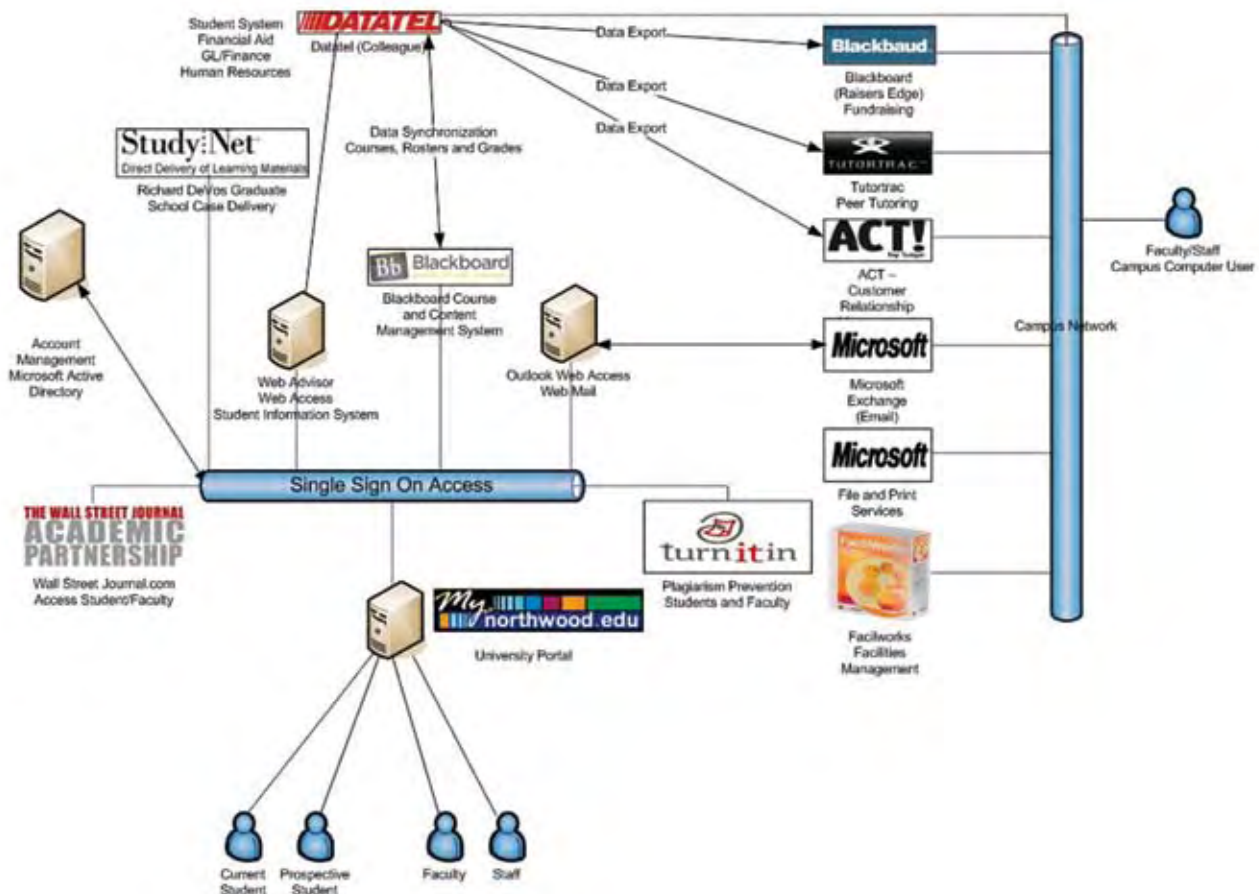 Student System
Financial Aid
GL/Finance
Human Resources
DATATEL
Datatel (Colleague)
Data Export
Data Export
Data Export
Blackbaud
Blackboard
(Raisers Edge)
Fundraising
Study:Net
Direct Delivery of Learning Materials
Richard DeVos Graduate
School Case Delivery
Data Synchronization
Courses, Rosters and Grades
TUTORTRAC
Tutortrac
Peer Tutoring
ACT!
ACT –
Customer
Relationship
Faculty/Staff
Campus Computer User
Bb Blackboard
Blackboard Course
and Content
Management System
Account
Management
Microsoft Active
Directory
Web Advisor
Web Access
Student Information System
Outlook Web Access
Web Mail
Microsoft
Microsoft
Exchange
(Email)
Campus Network
Microsoft
File and Print
Services
Single Sign On Access
THE WALL STREET JOURNAL
ACADEMIC
PARTNERSHIP
Wall Street Journal.com
Access Student/Faculty
turnitin
Plagiarism Prevention
Students and Faculty
My
northwood.edu
University Portal
Facilworks
Facilities
Management
Current
Student
Prospective
Student
Faculty
Staff